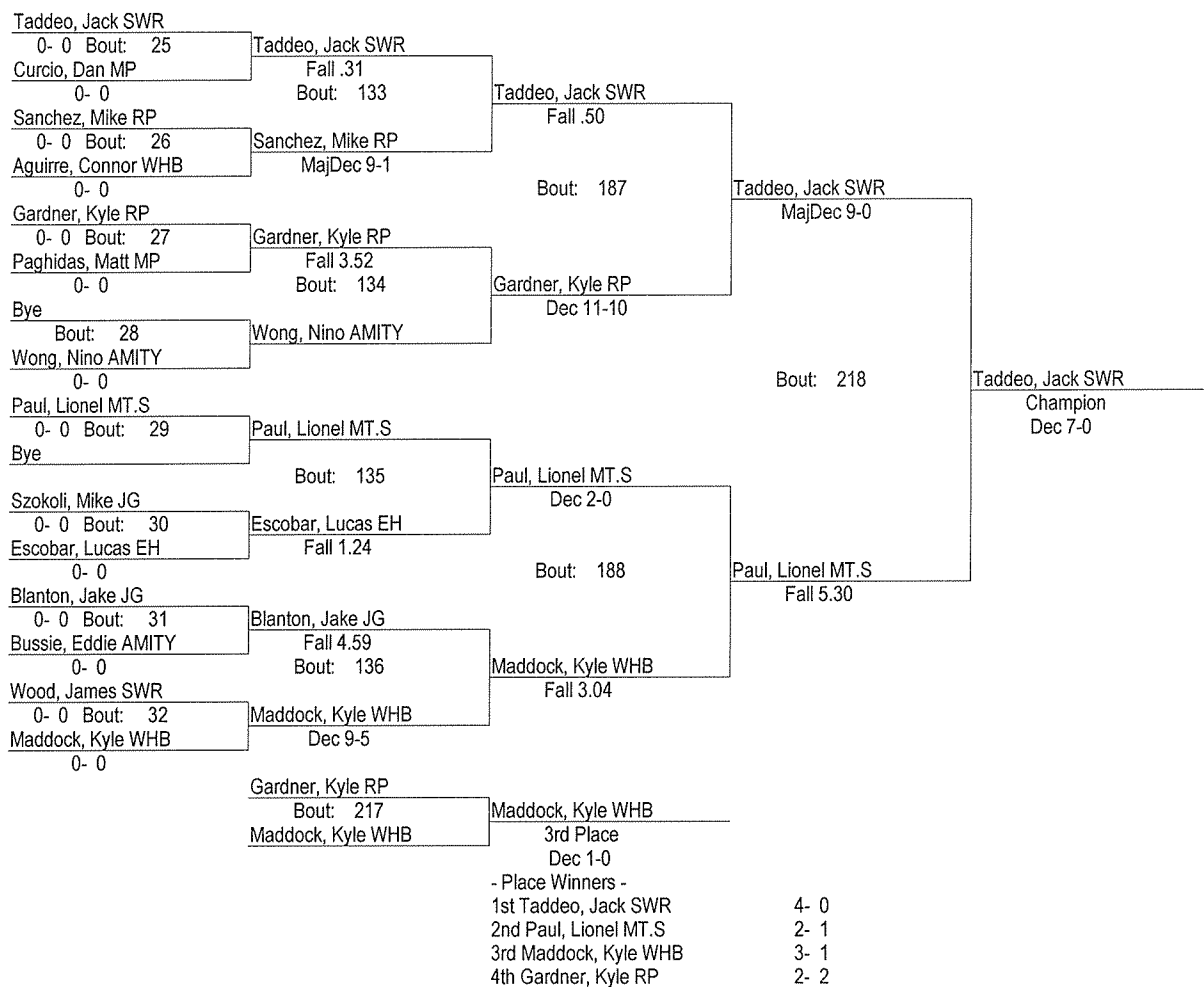 Taddeo, Jack SWR
0- 0 Bout: 25
Curcio, Dan MP
0- 0
Sanchez, Mike RP
0- 0 Bout: 26
Aguirre, Connor WHB
0- 0
Gardner, Kyle RP
0- 0 Bout: 27
Paghidas, Matt MP
0- 0
Bye
Bout: 28
Wong, Nino AMITY
0- 0
Paul, Lionel MT.S
0- 0 Bout: 29
Bye
Szokoli, Mike JG
0- 0 Bout: 30
Escobar, Lucas EH
0- 0
Blanton, Jake JG
0- 0 Bout: 31
Bussie, Eddie AMITY
0- 0
Wood, James SWR
0- 0 Bout: 32
Maddock, Kyle WHB
0- 0
Taddeo, Jack SWR
Fall .31
Bout: 133
Sanchez, Mike RP
MajDec 9-1
Gardner, Kyle RP
Fall 3.52
Bout: 134
Wong, Nino AMITY
Paul, Lionel MT.S
Bout: 135
Escobar, Lucas EH
Fall 1.24
Blanton, Jake JG
Fall 4.59
Bout: 136
Maddock, Kyle WHB
Dec 9-5
Taddeo, Jack SWR
Fall .50
Bout: 187
Gardner, Kyle RP
Dec 11-10
Paul, Lionel MT.S
Dec 2-0
Bout: 188
Maddock, Kyle WHB
Fall 3.04
Taddeo, Jack SWR
MajDec 9-0
Bout: 218
Paul, Lionel MT.S
Fall 5.30
Taddeo, Jack SWR
Champion
Dec 7-0
Gardner, Kyle RP
Bout: 217
Maddock, Kyle WHB
Maddock, Kyle WHB
3rd Place
Dec 1-0
- Place Winners -
1st Taddeo, Jack SWR 4- 0
2nd Paul, Lionel MT.S 2- 1
3rd Maddock, Kyle WHB 3- 1
4th Gardner, Kyle RP 2- 2